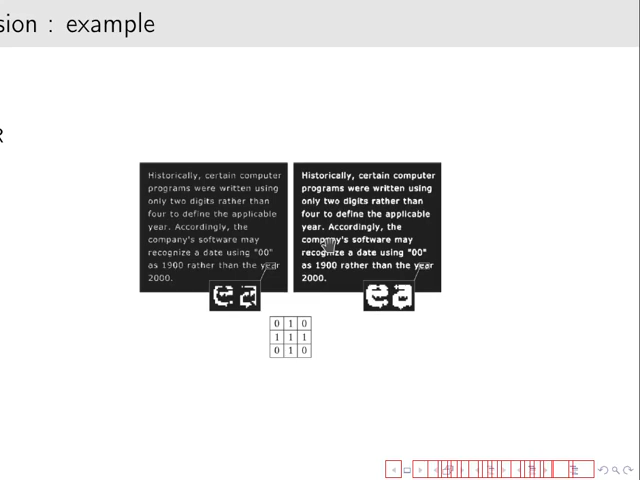 sion : example
R
Historically, certain computer
programs were written using
only two digits rather than
four to define the applicable
year. Accordingly, the
company's software may
recognize a date using "00"
as 1900 rather than the year
2000.
Historically, certain computer
programs were written using
only two digits rather than
four to define the applicable
year. Accordingly, the
company's software may
recognize a date using "00"
as 1900 rather than the year
2000.
ea
ea
0 1 0
1 1 1
0 1 0